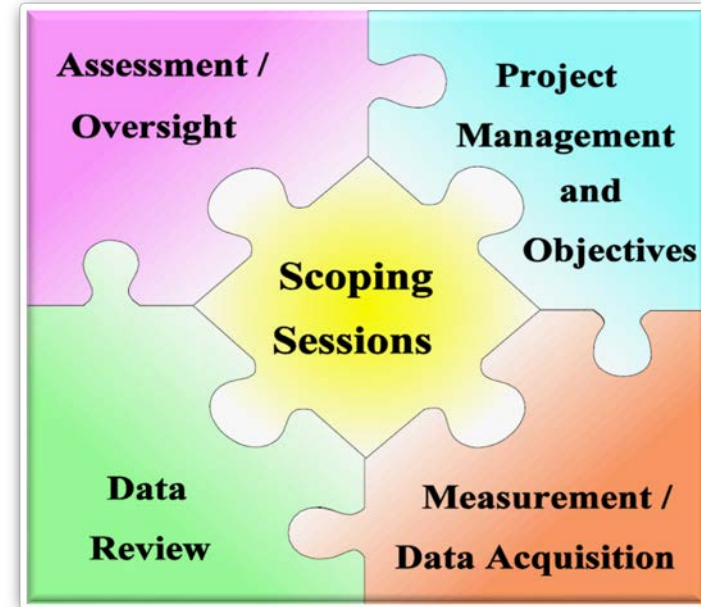 Assessment /
Oversight
Project
Management
and
Objectives
Scoping
Sessions
Data
Review
Measurement /
Data Acquisition